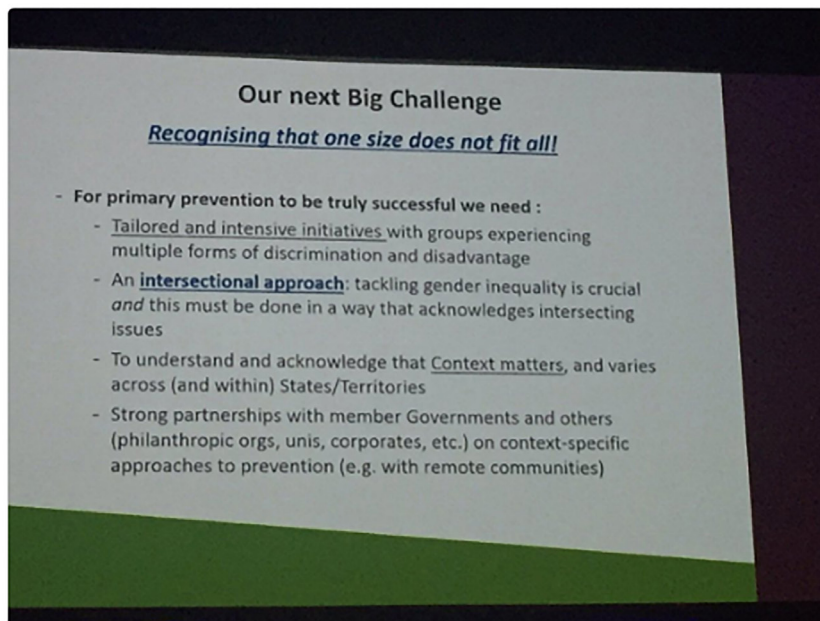 Our next Big Challenge
Recognising that one size does not fit all!
- For primary prevention to be truly successful we need :
- Tailored and intensive initiatives with groups experiencing
multiple forms of discrimination and disadvantage
- An intersectional approach: tackling gender inequality is crucial
and this must be done in a way that acknowledges intersecting
issues
- To understand and acknowledge that Context matters, and varies
across (and within) States/Territories
- Strong partnerships with member Governments and others
(philanthropic orgs, unis, corporates, etc.) on context-specific
approaches to prevention (e.g. with remote communities)